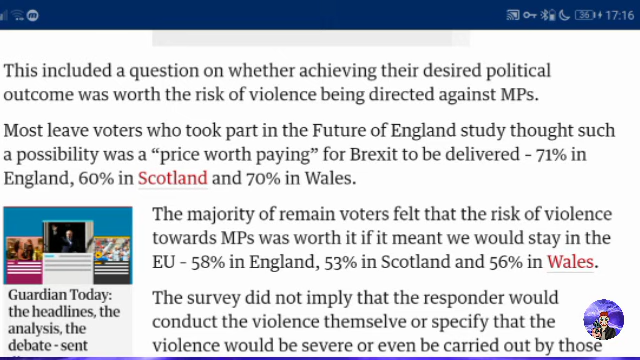 36
17:16
This included a question on whether achieving their desired political
outcome was worth the risk of violence being directed against MPs.
Most leave voters who took part in the Future of England study thought such
a possibility was a “price worth paying” for Brexit to be delivered – 71% in
England, 60% in Scotland and 70% in Wales.
The majority of remain voters felt that the risk of violence
towards MPs was worth it if it meant we would stay in the
EU – 58% in England, 53% in Scotland and 56% in Wales.
Guardian Today:
the headlines, the
analysis, the
debate - sent
The survey did not imply that the responder would
conduct the violence themselves or specify that the
violence would be severe or even be carried out by those